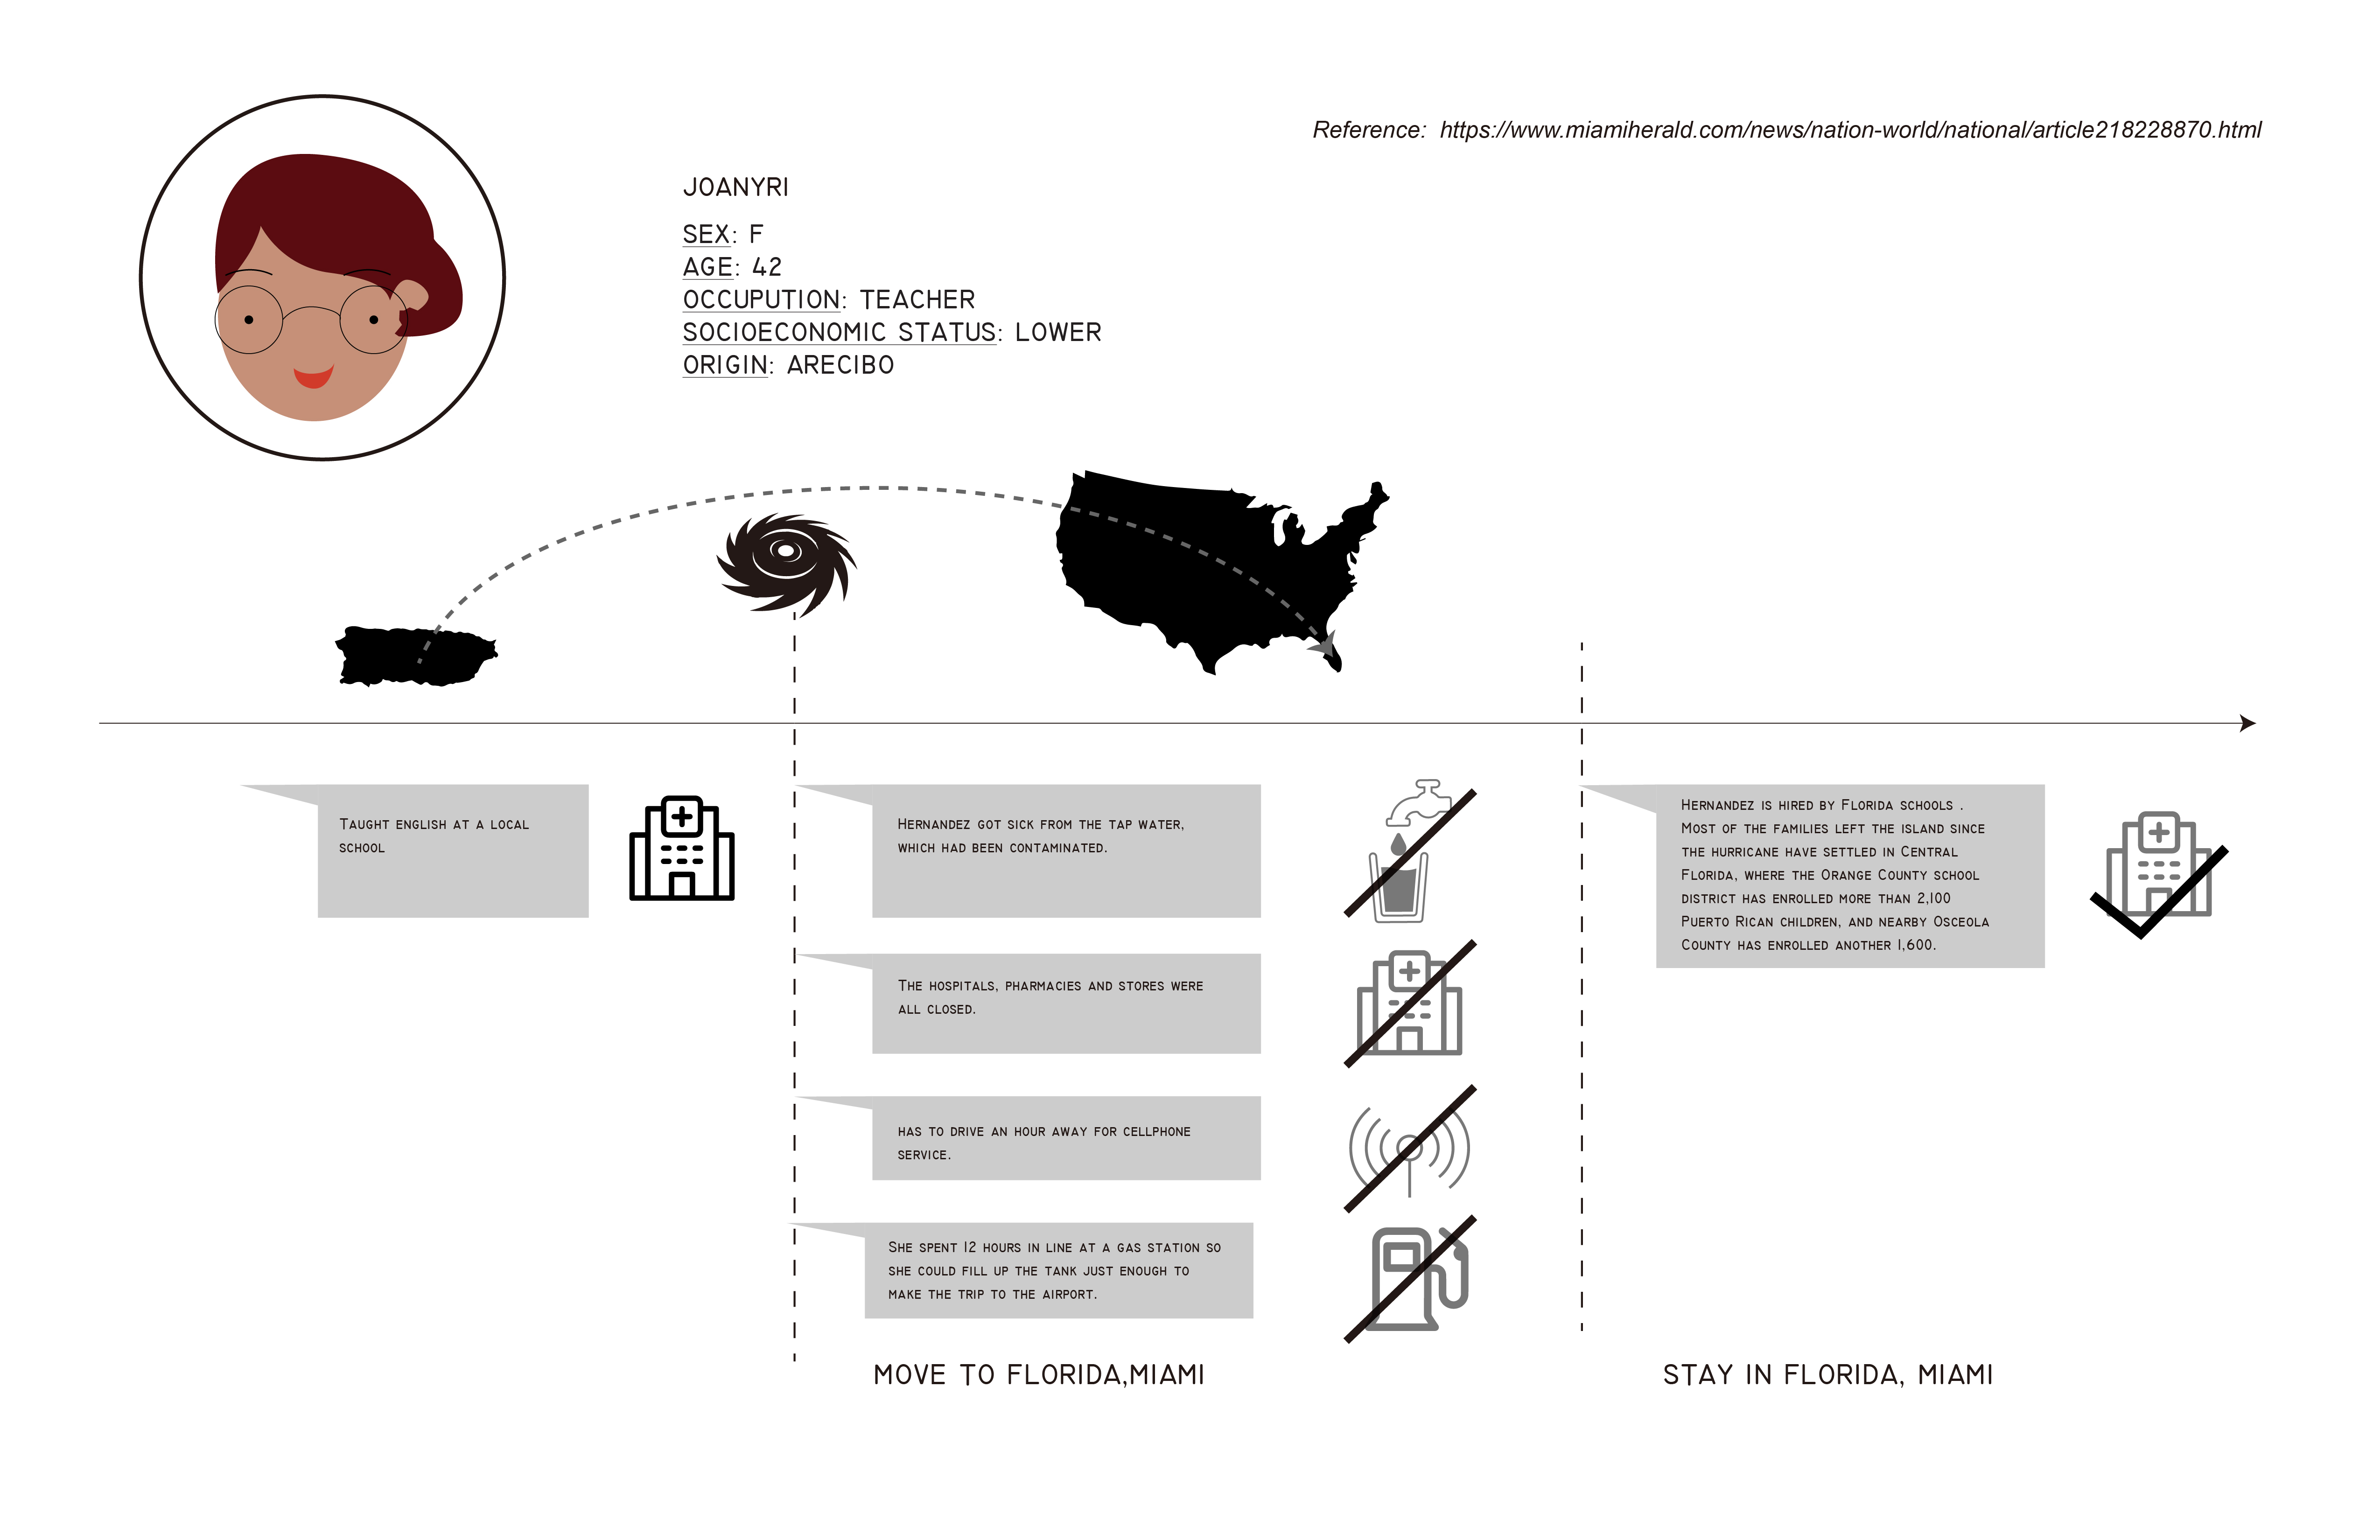 Reference: https://www.miamiherald.com/news/nation-world/national/article218228870.html
JOANYRI
SEX: F
AGE: 42
OCCUPUTION: TEACHER
SOCIOECONOMIC STATUS: LOWER
ORIGIN: ARECIBO
Taught english at a local
school
Hernandez got sick from the tap water,
which had been contaminated.
The hospitals, pharmacies and stores were
all closed.
has to drive an hour away for cellphone
service.
She spent 12 hours in line at a gas station so
she could fill up the tank just enough to
make the trip to the airport.
Hernandez is hired by Florida schools .
Most of the families left the island since
the hurricane have settled in Central
Florida, where the Orange County school
district has enrolled more than 2,100
Puerto Rican children, and nearby Osceola
County has enrolled another 1,600.
MOVE TO FLORIDA,MIAMI
STAY IN FLORIDA, MIAMI